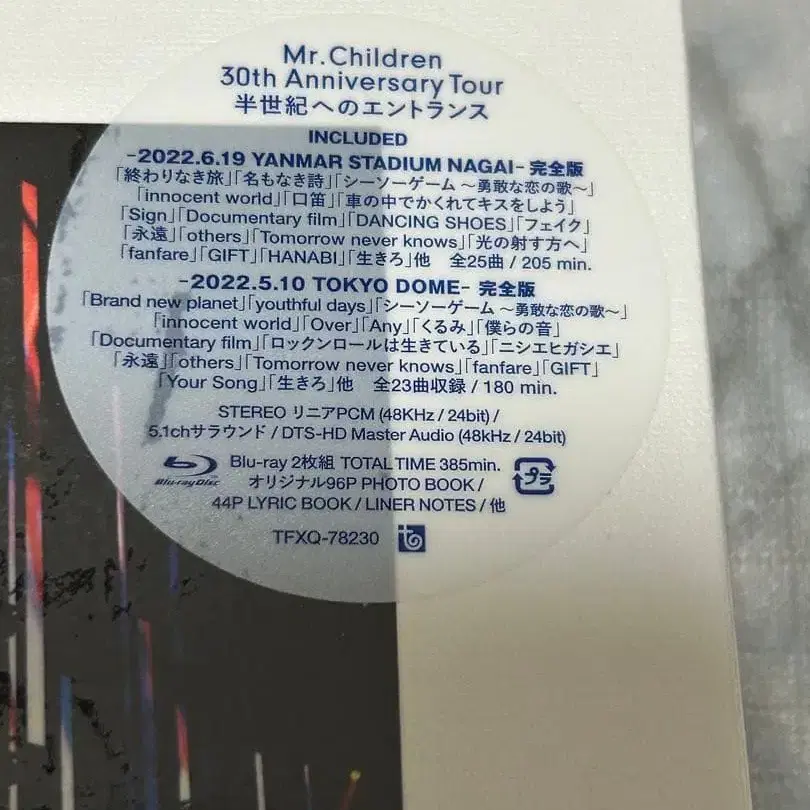 Mr.Children
30th Anniversary Tour
半世紀へのエントランス
INCLUDED
-2022.6.19 YANMAR STADIUM NAGAI- 完全版
「終わりなき旅」「名もなき詩」「シーソーゲーム ～勇敢な恋の歌～」
「innocent world」「口笛」「車の中でかくれてキスをしよう」
「Sign」「Documentary film」「DANCING SHOES」「フェイク」
「永遠」「others」「Tomorrow never knows」「光の射す方へ」
「fanfare」「GIFT」「HANABI」「生きろ」他 全25曲 / 205 min.
-2022.5.10 TOKYO DOME- 完全版
「Brand new planet」「youthful days」「シーソーゲーム ～勇敢な恋の歌～」
「innocent world」「Over」「Any」「くるみ」「僕らの音」
「Documentary film」「ロックンロールは生きている」「ニシエヒガシエ」
「永遠」「others」「Tomorrow never knows」「fanfare」「GIFT」
「Your Song」「生きろ」他 全23曲収録 / 180 min.
STEREO リニアPCM (48KHz / 24bit) /
5.1chサラウンド / DTS-HD Master Audio (48kHz / 24bit)
Blu-ray Disc Blu-ray 2枚組 TOTAL TIME 385min. プラ
オリジナル96P PHOTO BOOK /
44P LYRIC BOOK / LINER NOTES / 他
TFXQ-78230